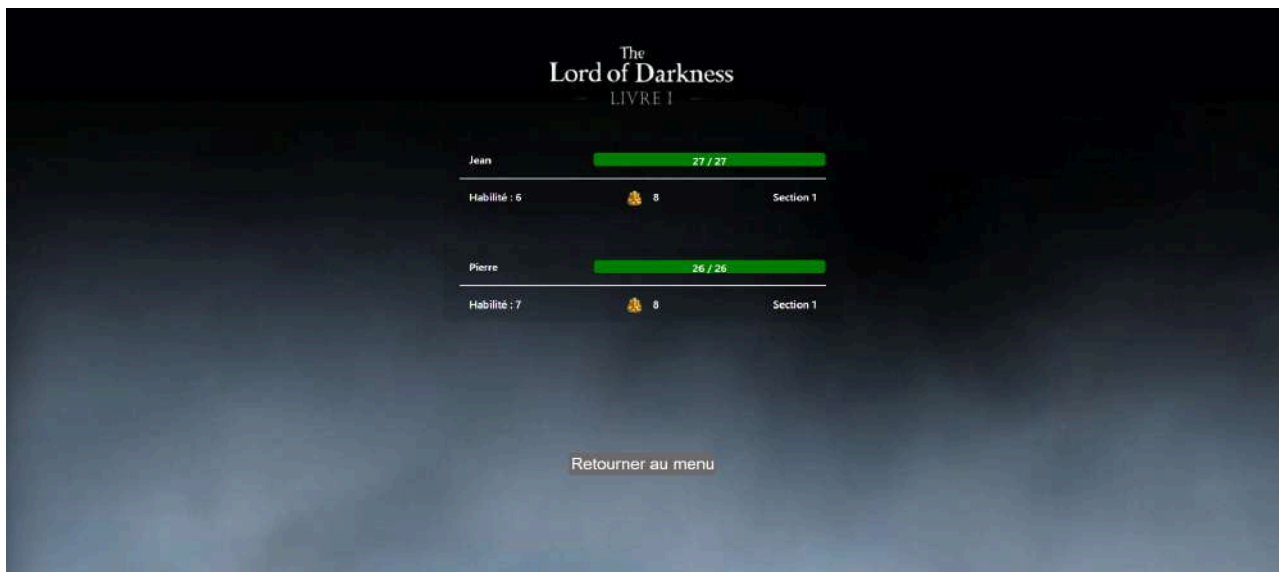 The
Lord of Darkness
LIVRE I
Jean 27 / 27
Habilité : 6 8 Section 1
Pierre 26 / 26
Habilité : 7 8 Section 1
Retourner au menu